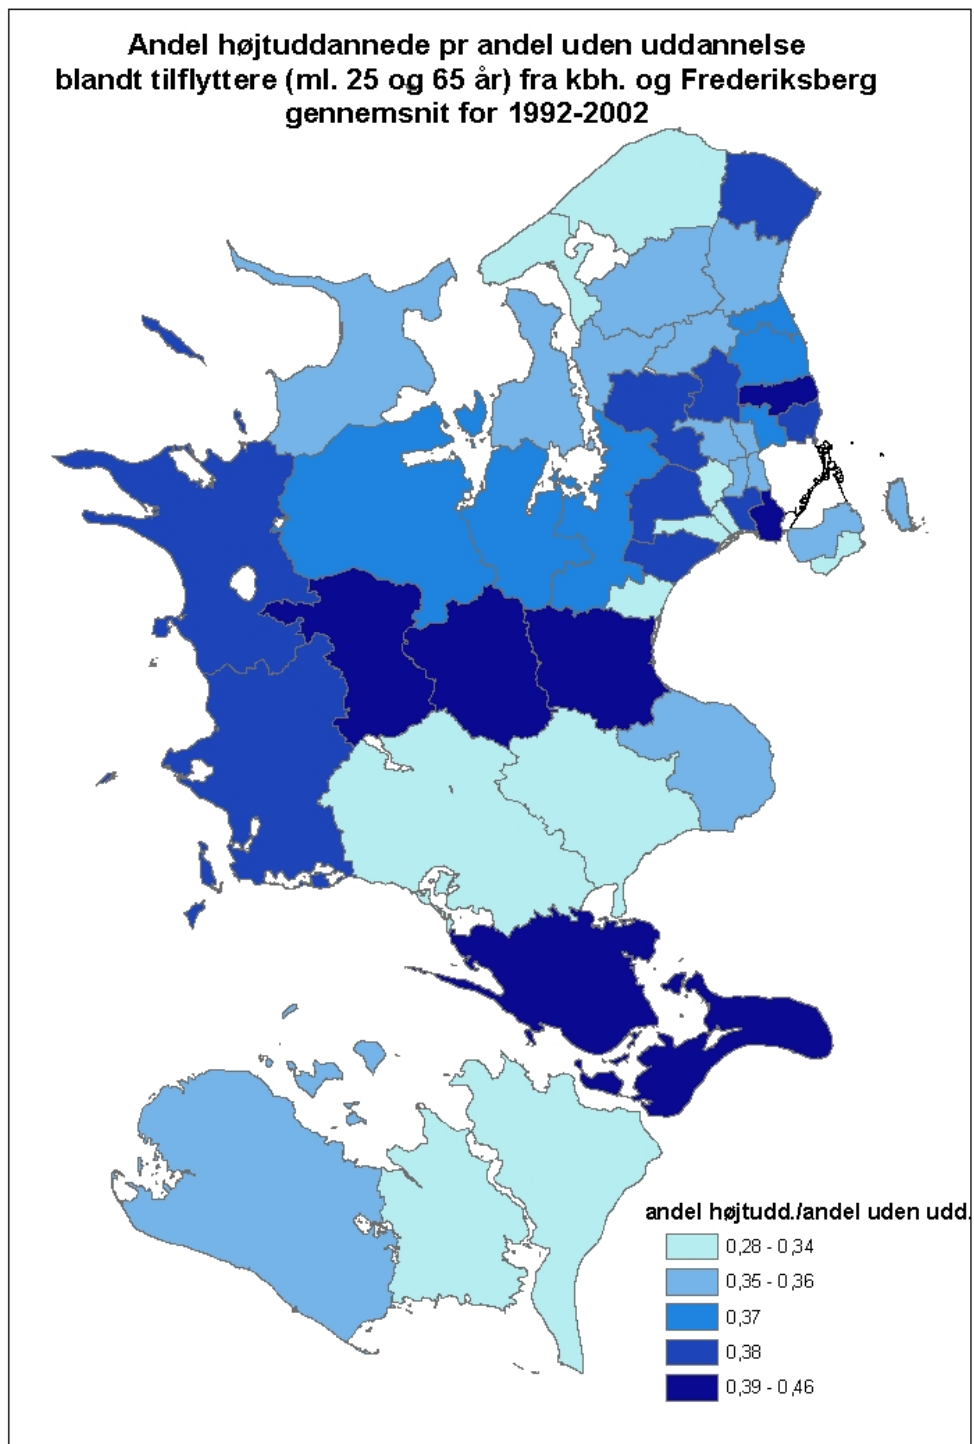 Andel højtuddannede pr andel uden uddannelse
blandt tilflyttere (ml. 25 og 65 år) fra kbh. og Frederiksberg
gennemsnit for 1992-2002
andel højtudd./andel uden udd.
0,28 - 0,34
0,35 - 0,36
0,37
0,38
0,39 - 0,46